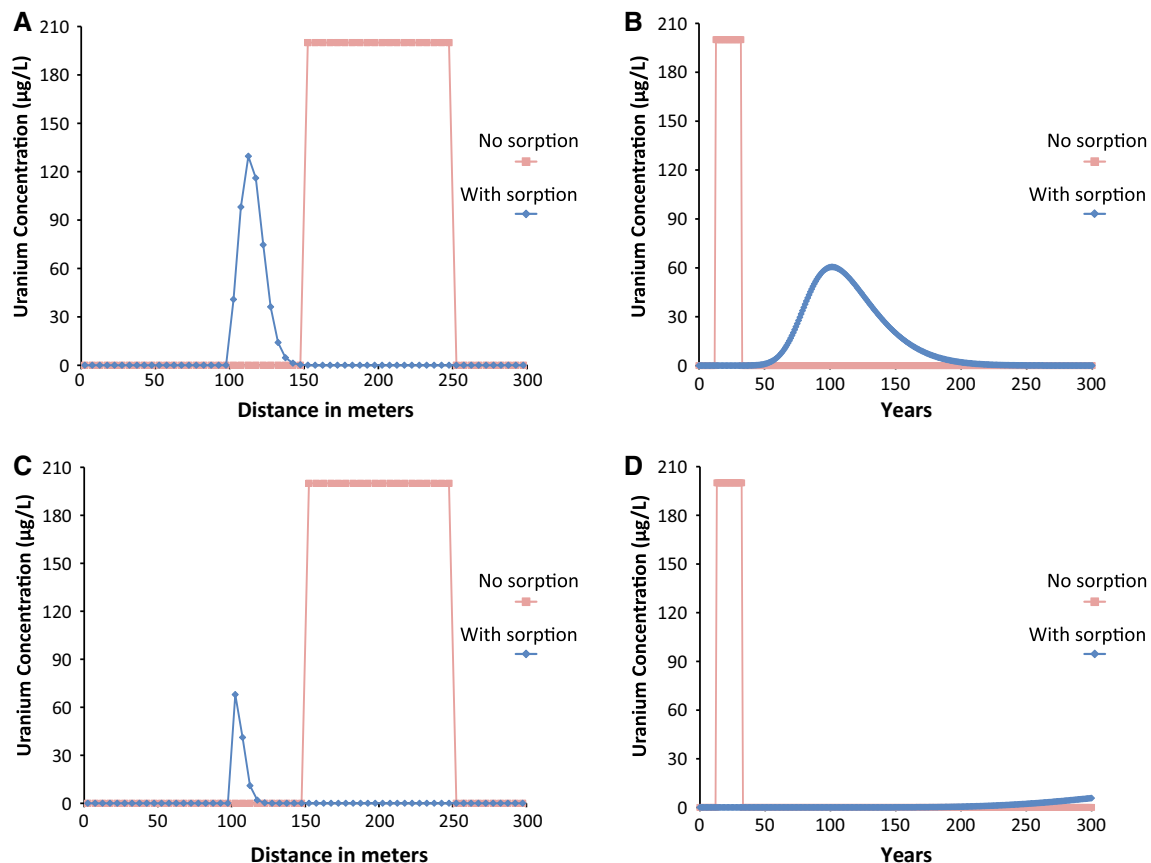 A
Uranium Concentration (µg/L)
210
180
150
120
90
60
30
0
0 50 100 150 200 250 300
Distance in meters
No sorption
With sorption
B
Uranium Concentration (µg/L)
210
180
150
120
90
60
30
0
0 50 100 150 200 250 300
Years
No sorption
With sorption
C
Uranium Concentration (µg/L)
210
180
150
120
90
60
30
0
0 50 100 150 200 250 300
Distance in meters
No sorption
With sorption
D
Uranium Concentration (µg/L)
210
180
150
120
90
60
30
0
0 50 100 150 200 250 300
Years
No sorption
With sorption